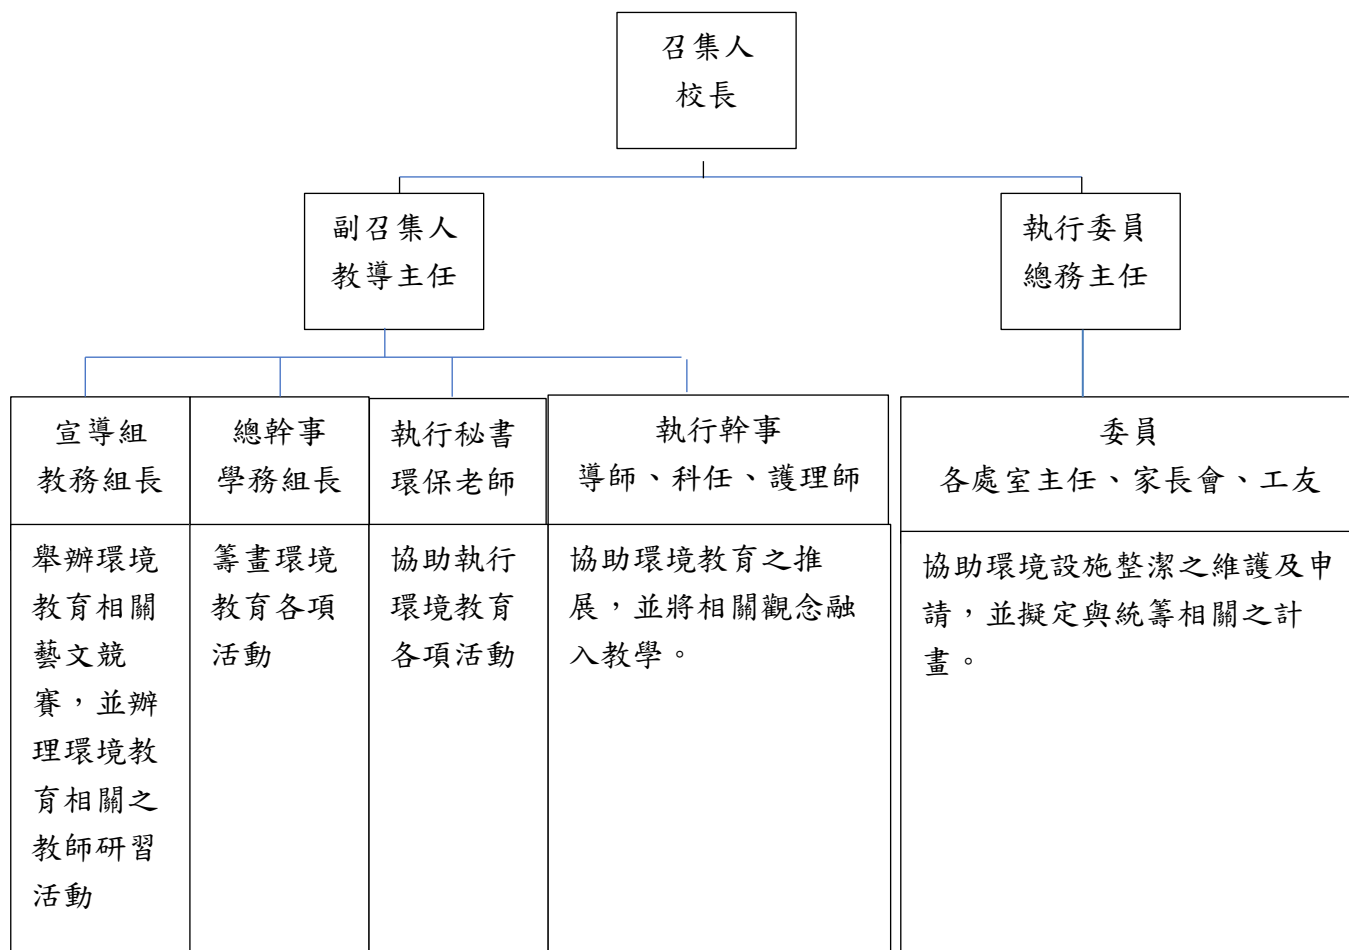 召集人
校長
副召集人
教導主任
執行委員
總務主任
宣導組
教務組長
總幹事
學務組長
執行秘書
環保老師
執行幹事
導師、科任、護理師
委員
各處室主任、家長會、工友
舉辦環境
教育相關
藝文競
賽，並辦
理環境教
育相關之
教師研習
活動
籌畫環境
教育各項
活動
協助執行
環境教育
各項活動
協助環境教育之推
展，並將相關觀念融
入教學。
協助環境設施整潔之維護及申
請，並擬定與統籌相關之計
畫。